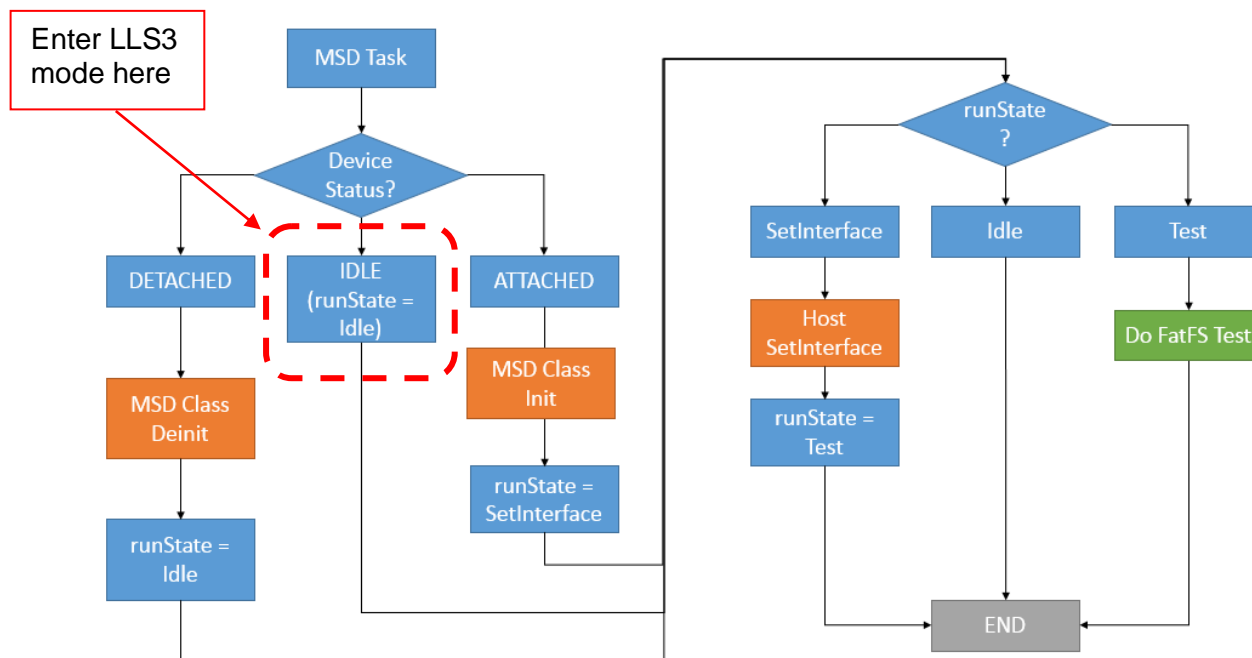 Enter LLS3
mode here
MSD Task
Device
Status?
DETACHED
IDLE
(runState =
Idle)
ATTACHED
MSD Class
Deinit
MSD Class
Init
runState =
Idle
runState =
SetInterface
runState
?
SetInterface
Idle
Test
Host
SetInterface
Do FatFS Test
runState =
Test
END